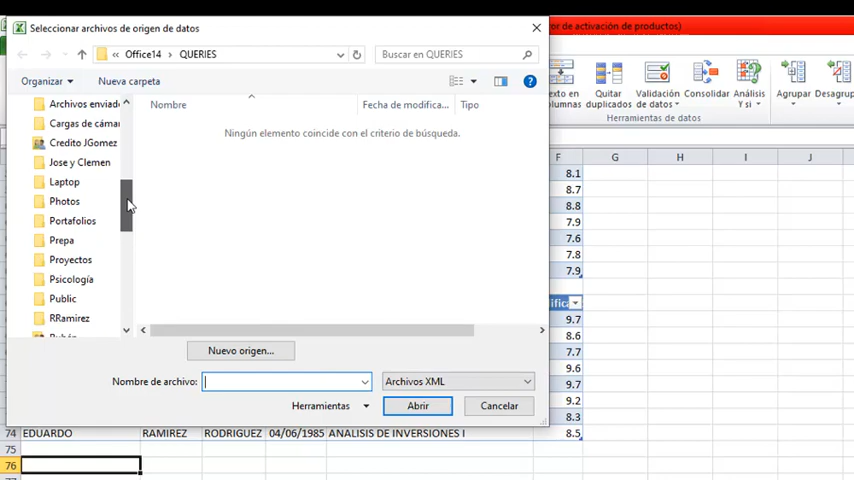 Seleccionar archivos de origen de datos
or de activación de productos)
« Office14 › QUERIES
Buscar en QUERIES
Organizar
Nueva carpeta
Archivos enviad
Cargas de cámar
Credito JGomez
Jose y Clemen
Laptop
Photos
Portafolios
Prepa
Proyectos
Psicología
Public
RRamirez
Nombre
Fecha de modifica...
Tipo
Ningún elemento coincide con el criterio de búsqueda.
Nuevo origen...
Nombre de archivo:
Archivos XML
Herramientas
Abrir
Cancelar
exto en
olumnas
Quitar
duplicados
Validación
de datos
Consolidar
Análisis
Y si
Agrupar
Desagru
Herramientas de datos
F G H I J
8.1
8.7
8.8
7.9
7.6
7.8
7.9
ifica
9.7
8.6
7.7
9.6
9.7
9.2
8.3
74 EDUARDO RAMIREZ RODRIGUEZ 04/06/1985 ANALISIS DE INVERSIONES I 8.5
75
76